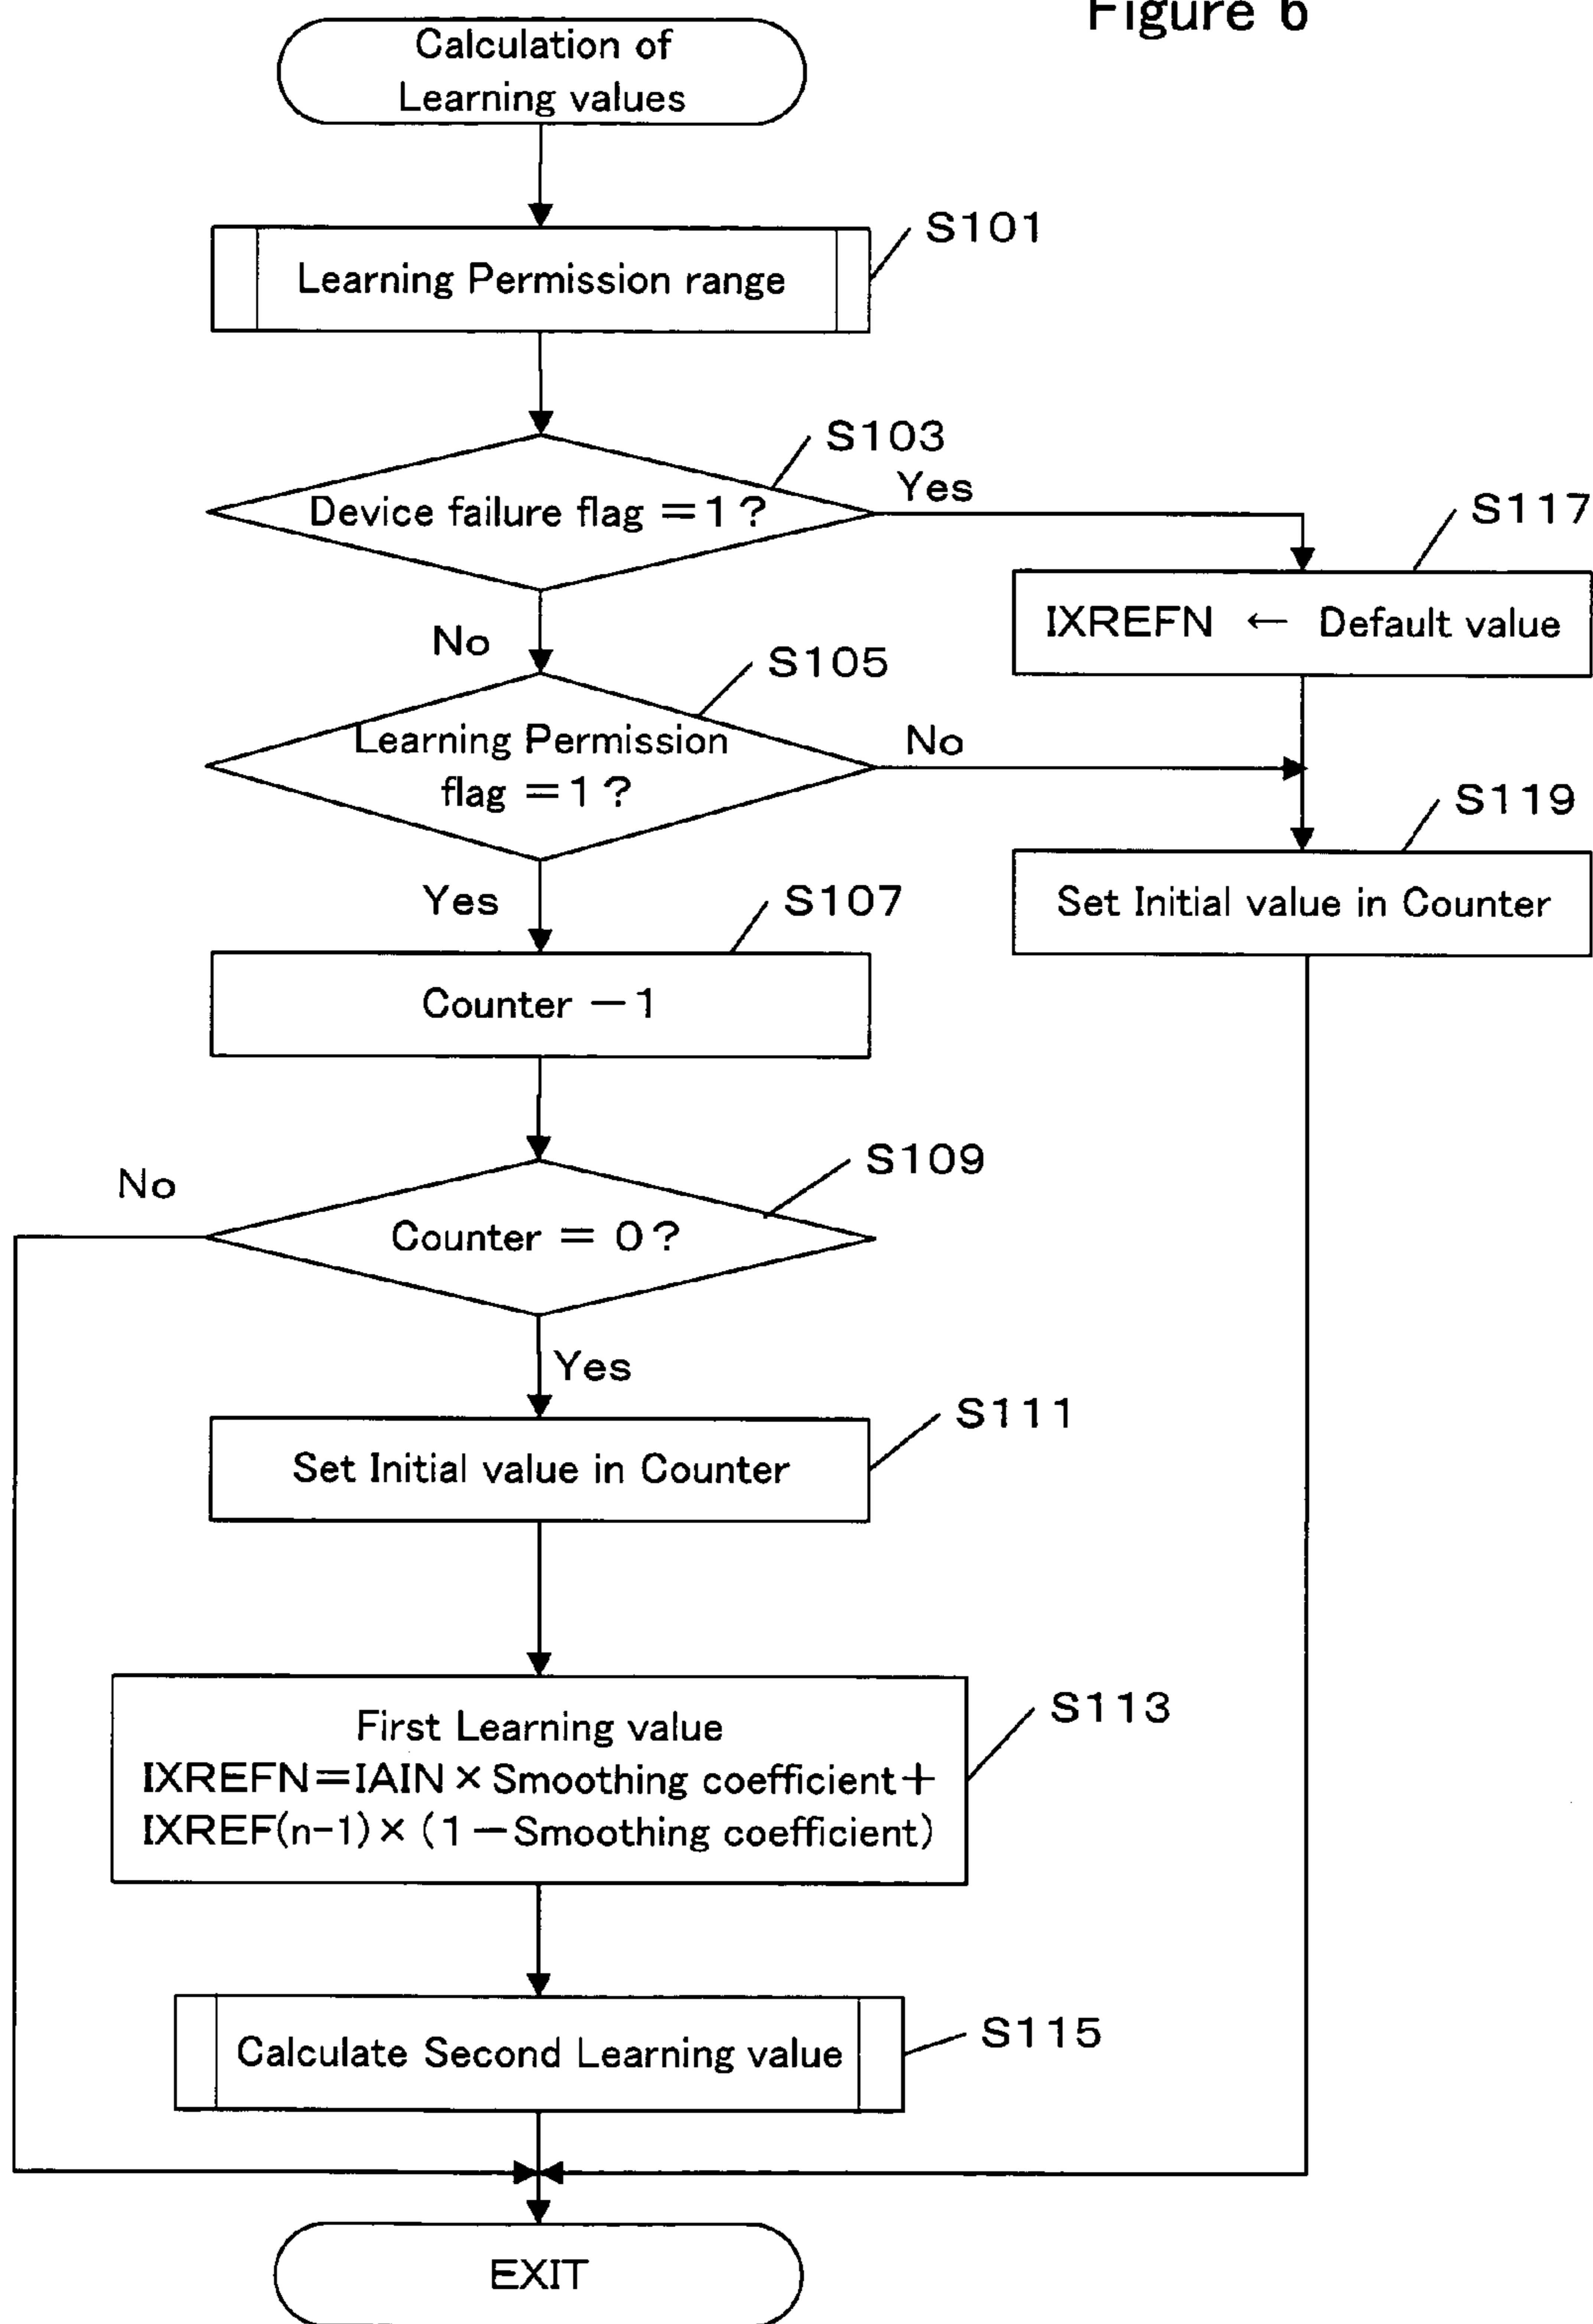 Figure 6
Calculation of
Learning values
S101
Learning Permission range
S103
Device failure flag =1?
Yes
S117
IXREFN ← Default value
No
S105
Learning Permission
flag =1?
No
S119
Set Initial value in Counter
Yes
S107
Counter -1
S109
No
Counter = 0?
Yes
S111
Set Initial value in Counter
S113
First Learning value
IXREFN=IAIN × Smoothing coefficient+
IXREF(n-1)× (1-Smoothing coefficient)
S115
Calculate Second Learning value
EXIT